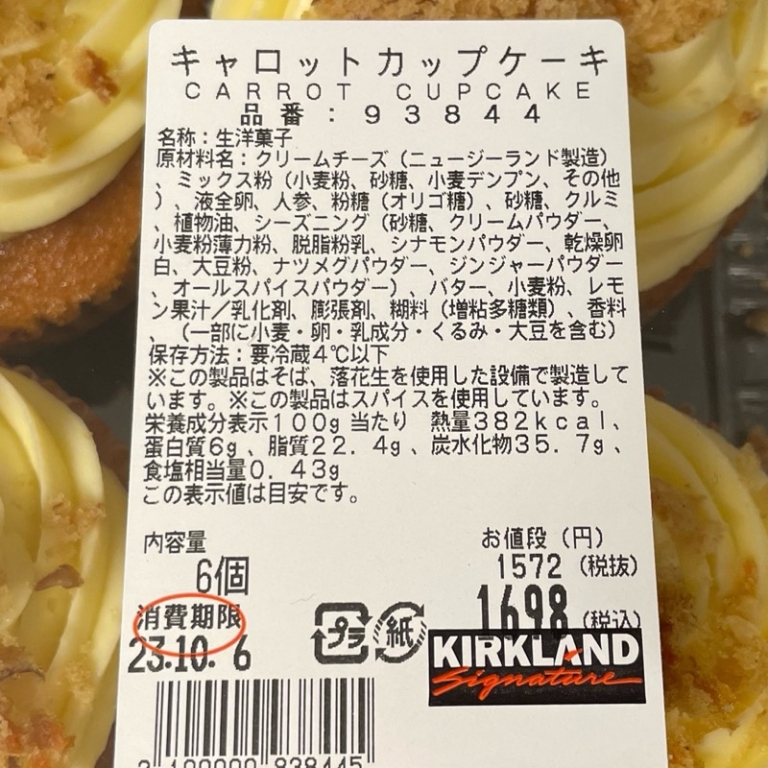 キャロットカップケーキ
CARROT CUPCAKE
品番：93844
名称：生洋菓子
原材料名：クリームチーズ（ニュージーランド製造）
、ミックス粉（小麦粉、砂糖、小麦デンプン、その他
）、液全卵、人参、粉糖（オリゴ糖）、砂糖、クルミ
、植物油、シーズニング（砂糖、クリームパウダー、
小麦粉薄力粉、脱脂粉乳、シナモンパウダー、乾燥卵
白、大豆粉、ナツメグパウダー、ジンジャーパウダー
、オールスパイスパウダー）、バター、小麦粉、レモ
ン果汁／乳化剤、膨張剤、糊料（増粘多糖類）、香料
、（一部に小麦・卵・乳成分・くるみ・大豆を含む）
保存方法：要冷蔵4℃以下
※この製品はそば、落花生を使用した設備で製造して
います。※この製品はスパイスを使用しています。
栄養成分表示100g当たり　熱量382kcal、
蛋白質6g、脂質22．4g、炭水化物35．7g、
食塩相当量0．43g
この表示値は目安です。
内容量
6個
お値段（円）
1572（税抜）
1698（税込）
消費期限
23.10. 6
プラ
紙
KIRKLAND
Signature